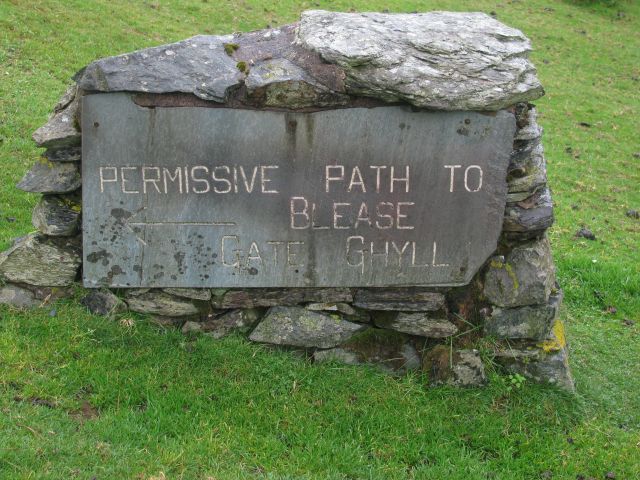 PERMISSIVE PATH TO
BLEASE
GATE GHYLL